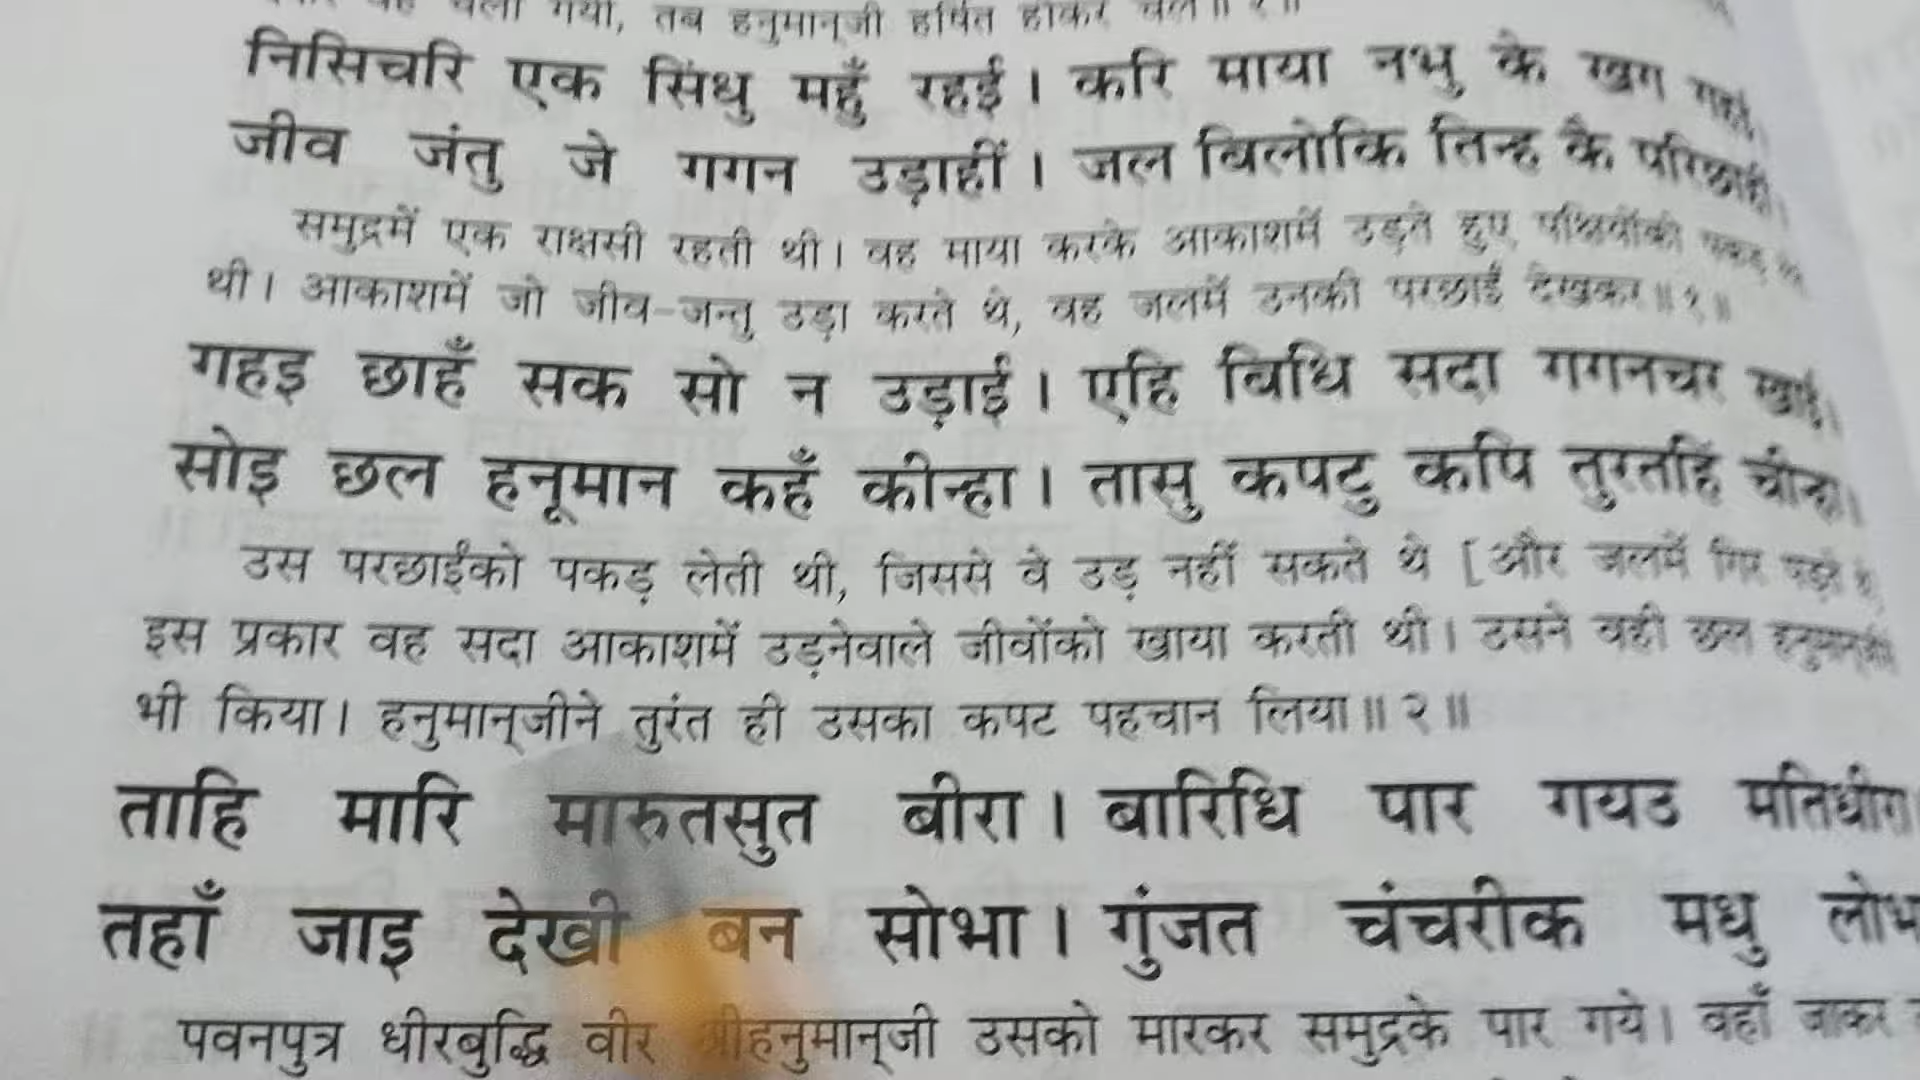 चला गया, तब हनुमान्‌जी हर्षित होकर चले॥ १॥
निसिचरि एक सिंधु महुँ रहई। करि माया नभु के खग गहई।
जीव जंतु जे गगन उड़ाहीं। जल बिलोकि तिन्ह कै परिछाहीं।
समुद्रमें एक राक्षसी रहती थी। वह माया करके आकाशमें उड़ते हुए पक्षियोंको पकड़
थी। आकाशमें जो जीव-जन्तु उड़ा करते थे, वह जलमें उनकी परछाईं देखकर॥१॥
गहइ छाहँ सक सो न उड़ाई। एहि बिधि सदा गगनचर खाई।
सोइ छल हनूमान कहँ कीन्हा। तासु कपटु कपि तुरतहिं चीन्हा।
उस परछाईंको पकड़ लेती थी, जिससे वे उड़ नहीं सकते थे [और जलमें गिर पड़ते
इस प्रकार वह सदा आकाशमें उड़नेवाले जीवोंको खाया करती थी। उसने वही छल हनुमान्‌जीसे
भी किया। हनुमान्‌जीने तुरंत ही उसका कपट पहचान लिया॥ २॥
ताहि मारि मारुतसुत बीरा। बारिधि पार गयउ मतिधीरा
तहाँ जाइ देखी बन सोभा। गुंजत चंचरीक मधु लोभ
पवनपुत्र धीरबुद्धि वीर श्रीहनुमान्‌जी उसको मारकर समुद्रके पार गये। वहाँ जाकर